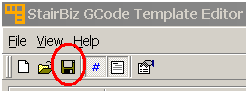 StairBiz GCode Template Editor
File View Help
#